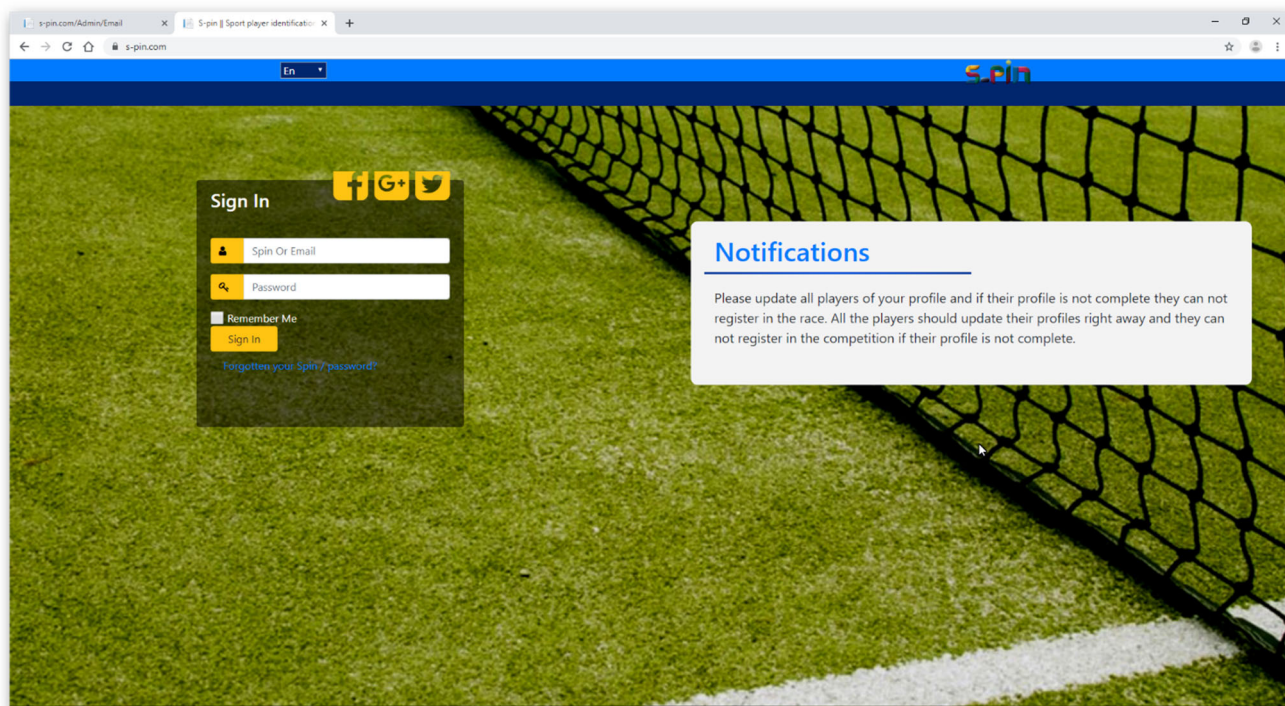 s-pin.com/Admin/Email
S-pin || Sport player identification
s-pin.com
En
s-pin
Sign In
Spin Or Email
Password
Remember Me
Sign In
Forgotten your Spin / password?
Notifications
Please update all players of your profile and if their profile is not complete they can not
register in the race. All the players should update their profiles right away and they can
not register in the competition if their profile is not complete.